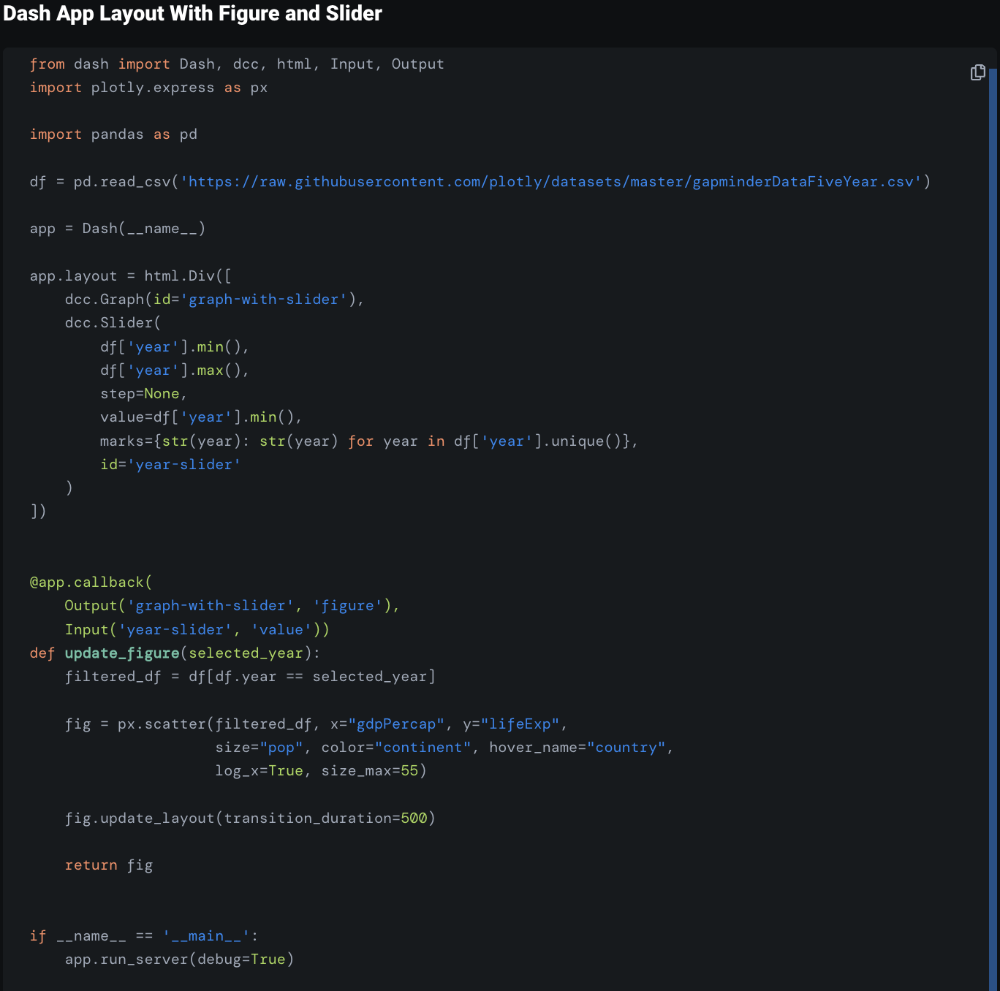 Dash App Layout With Figure and Slider
from dash import Dash, dcc, html, Input, Output
import plotly.express as px
import pandas as pd
df = pd.read_csv('https://raw.githubusercontent.com/plotly/datasets/master/gapminderDataFiveYear.csv')
app = Dash(__name__)
app.layout = html.Div([
    dcc.Graph(id='graph-with-slider'),
    dcc.Slider(
        df['year'].min(),
        df['year'].max(),
        step=None,
        value=df['year'].min(),
        marks={str(year): str(year) for year in df['year'].unique()},
        id='year-slider'
    )
])
@app.callback(
    Output('graph-with-slider', 'figure'),
    Input('year-slider', 'value'))
def update_figure(selected_year):
    filtered_df = df[df.year == selected_year]
    fig = px.scatter(filtered_df, x="gdpPercap", y="lifeExp",
                     size="pop", color="continent", hover_name="country",
                     log_x=True, size_max=55)
    fig.update_layout(transition_duration=500)
    return fig
if __name__ == '__main__':
    app.run_server(debug=True)